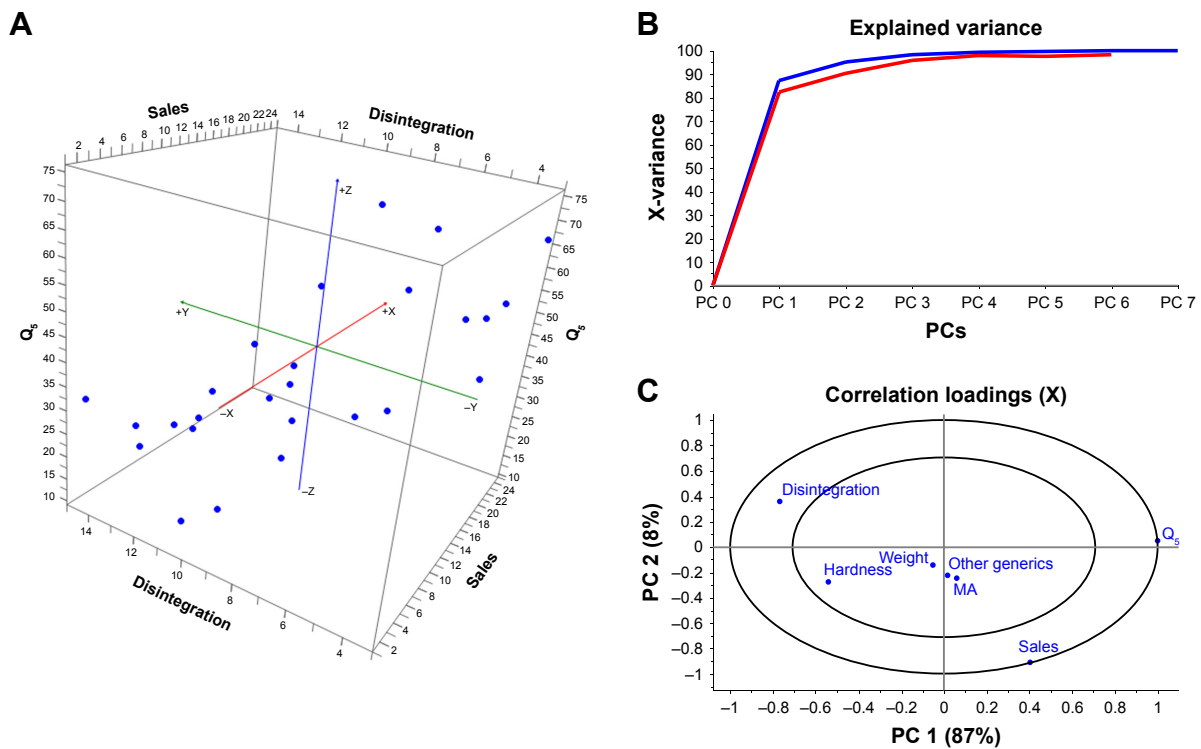 A
Sales
2 4 6 8 10 12 14 16 18 20 22 24
Disintegration
14 12 10 8 6 4
75
70
65
60
55
50
45
40
35
30
25
20
15
10
Q5
75
70
65
60
55
50
45
40
35
30
25
20
15
10
Q5
+Z
+X
+Y
–Y
–X
–Z
14 12 10 8 6 4
Disintegration
24
22
20
18
16
14
12
10
8
6
4
2
Sales
B
Explained variance
100
90
80
70
60
50
40
30
20
10
0
X-variance
PC 0 PC 1 PC 2 PC 3 PC 4 PC 5 PC 6 PC 7
PCs
C
Correlation loadings (X)
1
0.8
0.6
0.4
0.2
0
–0.2
–0.4
–0.6
–0.8
–1
PC 2 (8%)
Disintegration
Q5
Weight
Other generics
Hardness
MA
Sales
–1 –0.8 –0.6 –0.4 –0.2 0 0.2 0.4 0.6 0.8 1
PC 1 (87%)